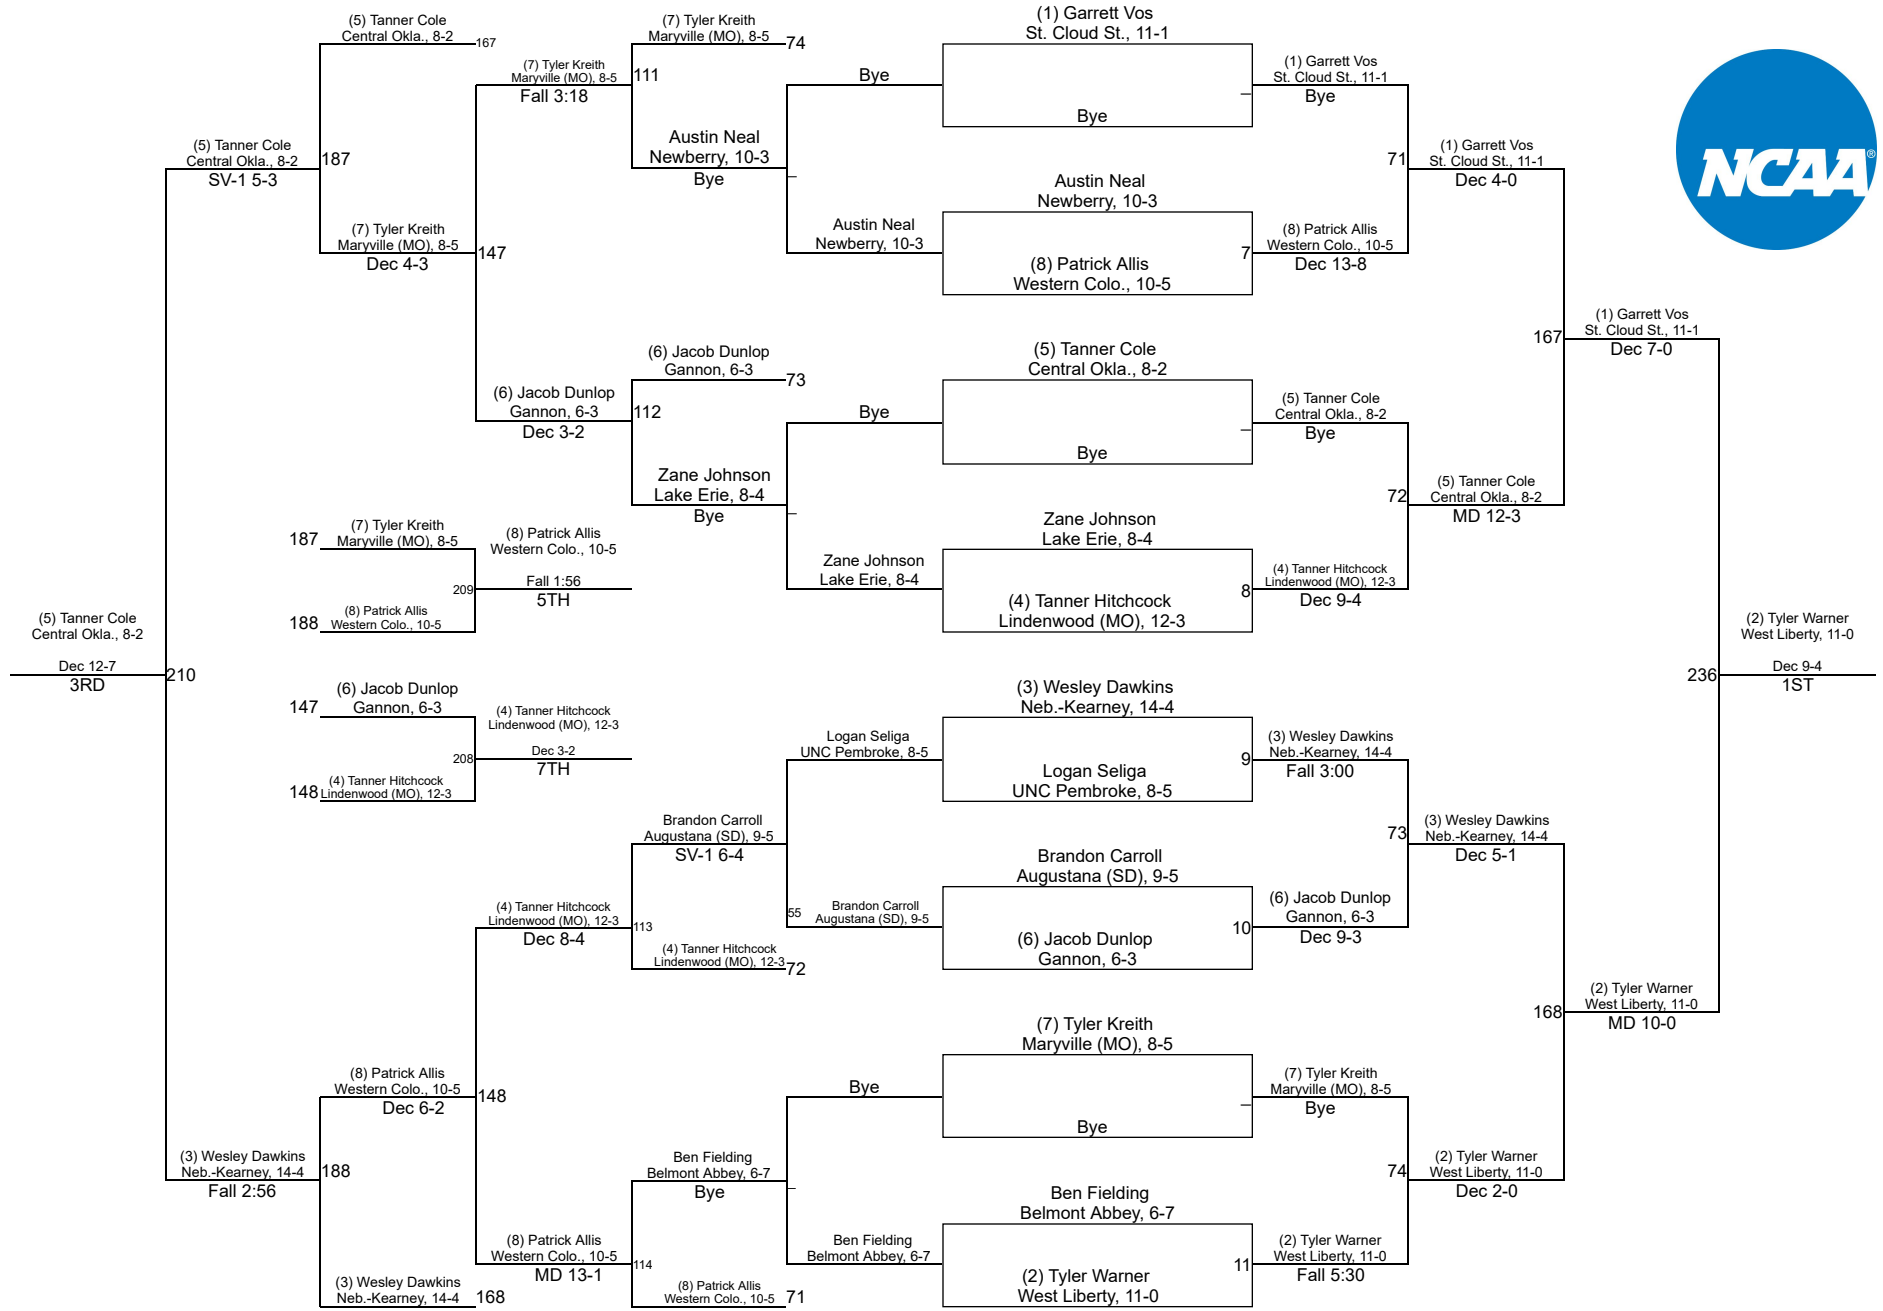 (5) Tanner Cole
Central Okla., 8-2
167
(7) Tyler Kreith
Maryville (MO), 8-5
74
(1) Garrett Vos
St. Cloud St., 11-1
(7) Tyler Kreith
Maryville (MO), 8-5
111
Fall 3:18
Bye
(1) Garrett Vos
St. Cloud St., 11-1
Bye
Bye
NCAA®
Austin Neal
Newberry, 10-3
Bye
(5) Tanner Cole
Central Okla., 8-2
187
SV-1 5-3
71
(1) Garrett Vos
St. Cloud St., 11-1
Dec 4-0
Austin Neal
Newberry, 10-3
(7) Tyler Kreith
Maryville (MO), 8-5
147
Dec 4-3
Austin Neal
Newberry, 10-3
(8) Patrick Allis
Western Colo., 10-5
7
(8) Patrick Allis
Western Colo., 10-5
Dec 13-8
167
(1) Garrett Vos
St. Cloud St., 11-1
Dec 7-0
(6) Jacob Dunlop
Gannon, 6-3
73
(5) Tanner Cole
Central Okla., 8-2
(6) Jacob Dunlop
Gannon, 6-3
112
Dec 3-2
Bye
(5) Tanner Cole
Central Okla., 8-2
Bye
Bye
Zane Johnson
Lake Erie, 8-4
Bye
72
(5) Tanner Cole
Central Okla., 8-2
MD 12-3
187
(7) Tyler Kreith
Maryville (MO), 8-5
(8) Patrick Allis
Western Colo., 10-5
Zane Johnson
Lake Erie, 8-4
209
Fall 1:56
5TH
Zane Johnson
Lake Erie, 8-4
(4) Tanner Hitchcock
Lindenwood (MO), 12-3
8
(4) Tanner Hitchcock
Lindenwood (MO), 12-3
Dec 9-4
188
(8) Patrick Allis
Western Colo., 10-5
(5) Tanner Cole
Central Okla., 8-2
Dec 12-7
3RD
210
(2) Tyler Warner
West Liberty, 11-0
236
Dec 9-4
1ST
147
(6) Jacob Dunlop
Gannon, 6-3
(4) Tanner Hitchcock
Lindenwood (MO), 12-3
208
Dec 3-2
7TH
148
(4) Tanner Hitchcock
Lindenwood (MO), 12-3
(3) Wesley Dawkins
Neb.-Kearney, 14-4
Logan Seliga
UNC Pembroke, 8-5
Logan Seliga
UNC Pembroke, 8-5
9
(3) Wesley Dawkins
Neb.-Kearney, 14-4
Fall 3:00
Brandon Carroll
Augustana (SD), 9-5
SV-1 6-4
73
(3) Wesley Dawkins
Neb.-Kearney, 14-4
Dec 5-1
Brandon Carroll
Augustana (SD), 9-5
(4) Tanner Hitchcock
Lindenwood (MO), 12-3
113
Dec 8-4
55
Brandon Carroll
Augustana (SD), 9-5
(6) Jacob Dunlop
Gannon, 6-3
10
(6) Jacob Dunlop
Gannon, 6-3
Dec 9-3
(4) Tanner Hitchcock
Lindenwood (MO), 12-3
72
168
(2) Tyler Warner
West Liberty, 11-0
MD 10-0
(7) Tyler Kreith
Maryville (MO), 8-5
(8) Patrick Allis
Western Colo., 10-5
148
Dec 6-2
Bye
(7) Tyler Kreith
Maryville (MO), 8-5
Bye
Bye
(3) Wesley Dawkins
Neb.-Kearney, 14-4
188
Fall 2:56
Ben Fielding
Belmont Abbey, 6-7
Bye
74
(2) Tyler Warner
West Liberty, 11-0
Dec 2-0
Ben Fielding
Belmont Abbey, 6-7
(8) Patrick Allis
Western Colo., 10-5
114
MD 13-1
Ben Fielding
Belmont Abbey, 6-7
(2) Tyler Warner
West Liberty, 11-0
11
(2) Tyler Warner
West Liberty, 11-0
Fall 5:30
(3) Wesley Dawkins
Neb.-Kearney, 14-4
168
(8) Patrick Allis
Western Colo., 10-5
71